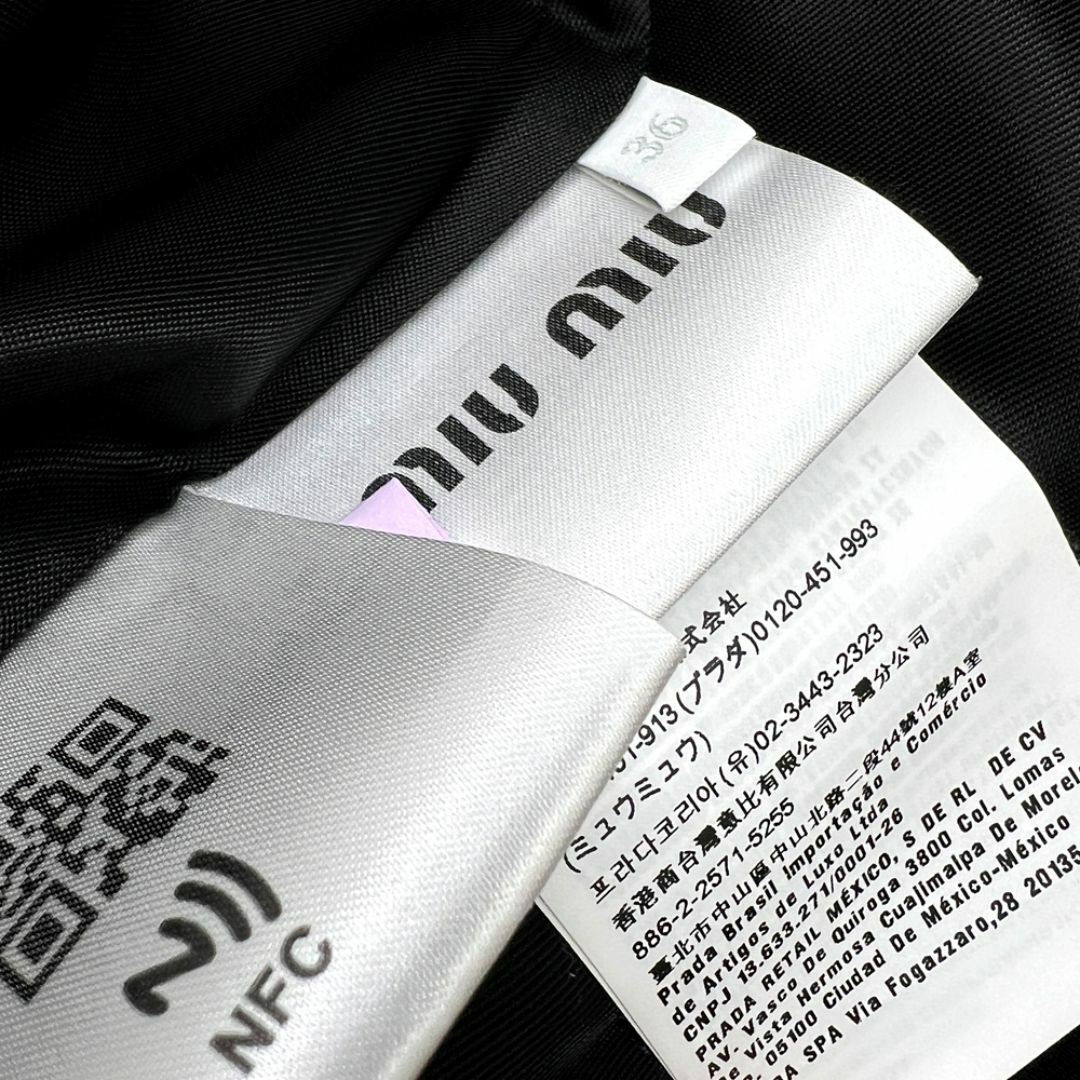 36
miu miu
NFC
式会社
913(プラダ)0120-451-993
(ミュウミュウ)
프라다코리아(유)02-3443-2323
香港商台灣意比有限公司台灣分公司
886-2-2571-5255
臺北市中山區中山北路二段44號12樓A室
Prada Brasil Importação e Comércio
de Artigos de Luxo Ltda
CNPJ 13.633.271/0001-26
PRADA RETAIL MÉXICO, S DE RL DE CV
AV- Vasco De Quiroga 3800 Col. Lomas
De Vista Hermosa Cuajimalpa De Morel
05100 Ciudad De México-México
SPA Via Fogazzaro,28 20135